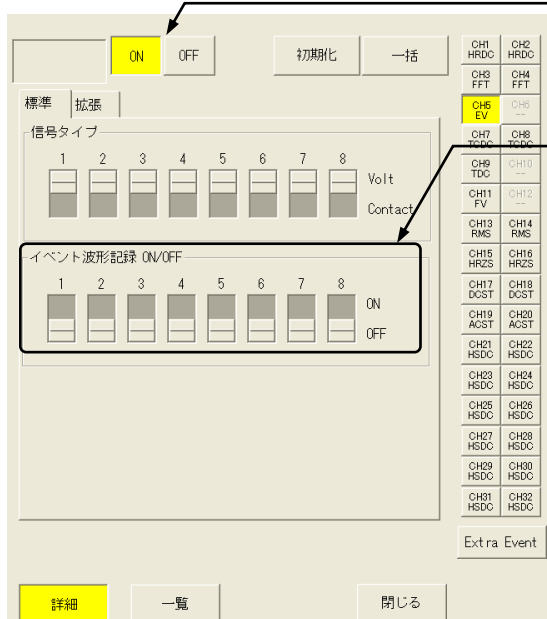 ON OFF 初期化 一括
標準 拡張
信号タイプ
1 2 3 4 5 6 7 8
Volt
Contact
イベント波形記録 ON/OFF
1 2 3 4 5 6 7 8
ON
OFF
詳細 一覧 閉じる
CH1 HRDC CH2 HRDC
CH3 FFT CH4 FFT
CH5 EV CH6 --
CH7 TCDC CH8 TCDC
CH9 TDC CH10 --
CH11 FV CH12 --
CH13 RMS CH14 RMS
CH15 HRZS CH16 HRZS
CH17 DCST CH18 DCST
CH19 ACST CH20 ACST
CH21 HSDC CH22 HSDC
CH23 HSDC CH24 HSDC
CH25 HSDC CH26 HSDC
CH27 HSDC CH28 HSDC
CH29 HSDC CH30 HSDC
CH31 HSDC CH32 HSDC
Extra Event